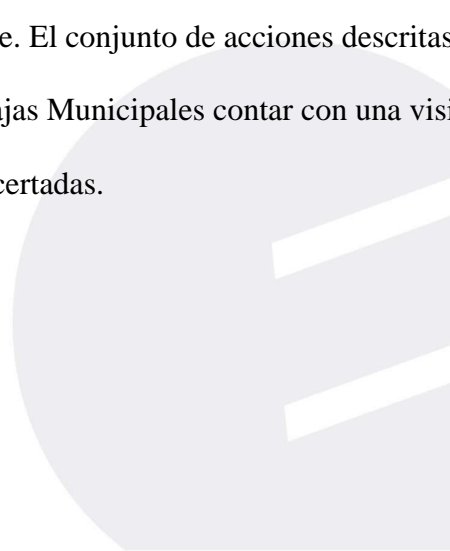 e. El conjunto de acciones descritas
ajas Municipales contar con una visi
certadas.